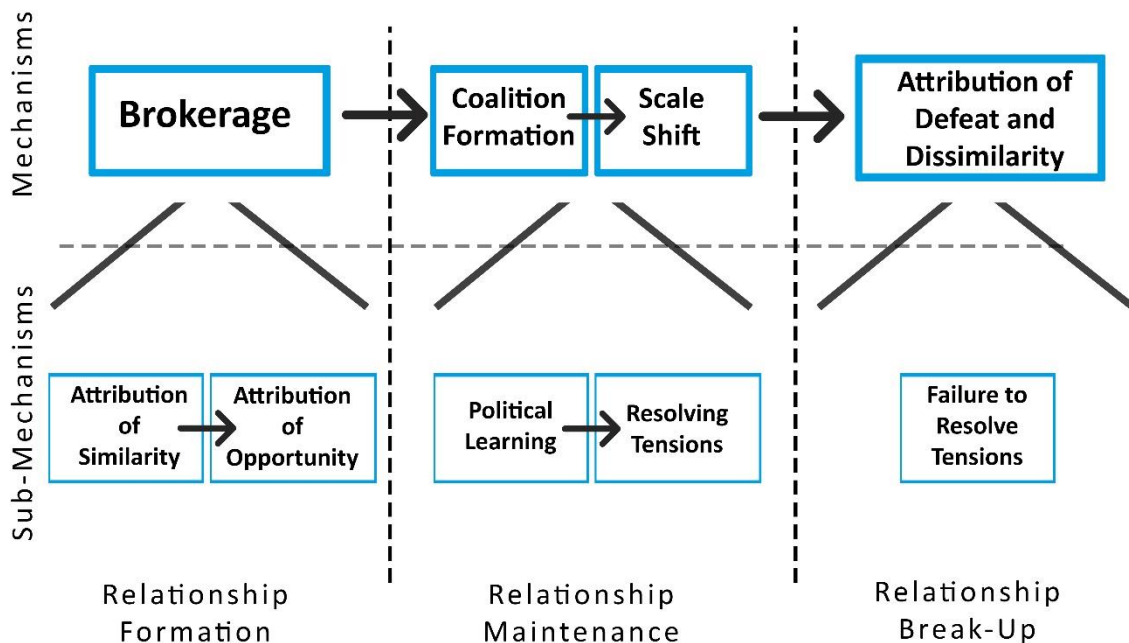 Mechanisms
Brokerage
Coalition
Formation
Scale
Shift
Attribution of
Defeat and
Dissimilarity
Sub-Mechanisms
Attribution
of
Similarity
Attribution
of
Opportunity
Political
Learning
Resolving
Tensions
Failure to
Resolve
Tensions
Relationship
Formation
Relationship
Maintenance
Relationship
Break-Up